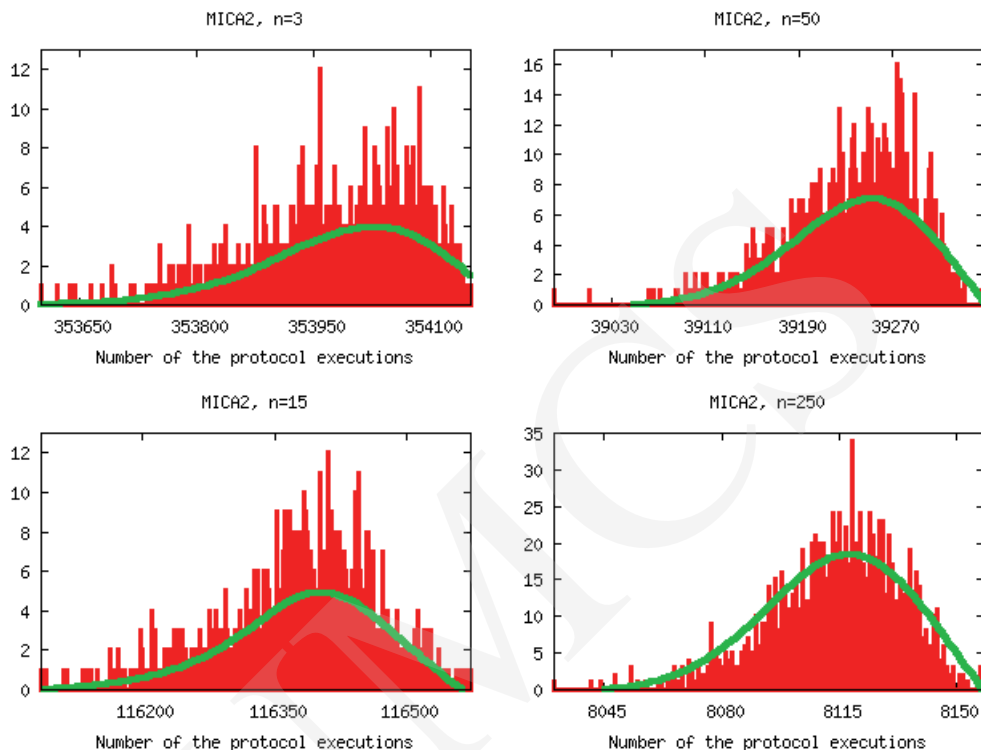 MICA2, n=3
12
10
8
6
4
2
0
353650 353800 353950 354100
Number of the protocol executions
MICA2, n=50
16
14
12
10
8
6
4
2
0
39030 39110 39190 39270
Number of the protocol executions
MICA2, n=15
12
10
8
6
4
2
0
116200 116350 116500
Number of the protocol executions
MICA2, n=250
35
30
25
20
15
10
5
0
8045 8080 8115 8150
Number of the protocol executions
UMCS